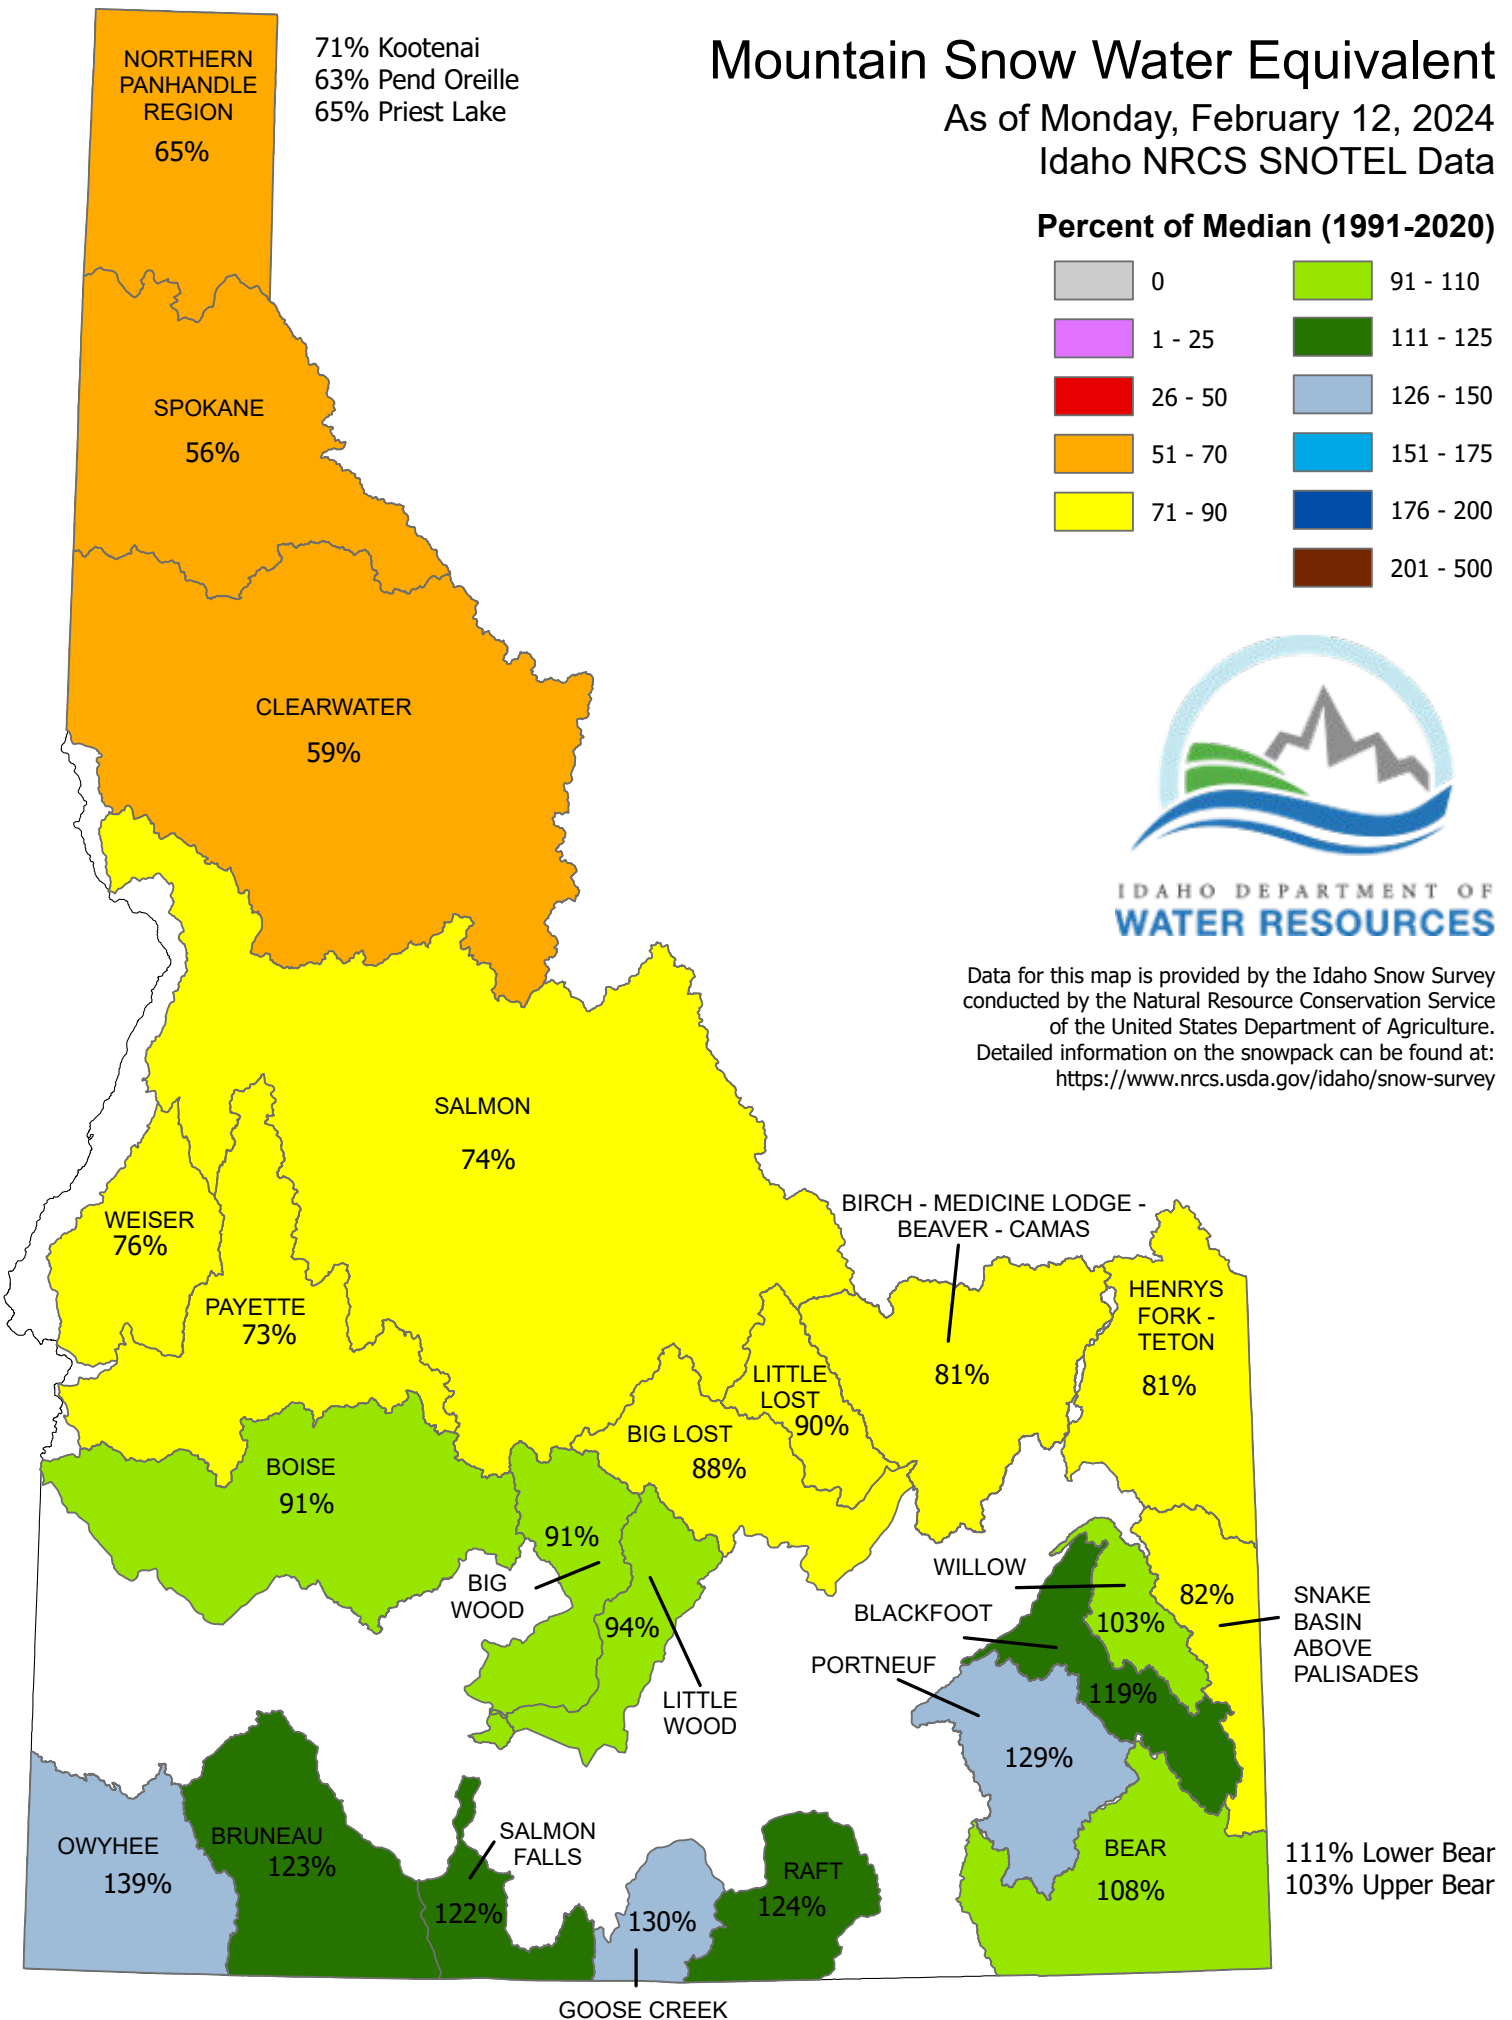 Mountain Snow Water Equivalent
As of Monday, February 12, 2024
Idaho NRCS SNOTEL Data
Percent of Median (1991-2020)
0
1 - 25
26 - 50
51 - 70
71 - 90
91 - 110
111 - 125
126 - 150
151 - 175
176 - 200
201 - 500
IDAHO DEPARTMENT OF
WATER RESOURCES
Data for this map is provided by the Idaho Snow Survey
conducted by the Natural Resource Conservation Service
of the United States Department of Agriculture.
Detailed information on the snowpack can be found at:
https://www.nrcs.usda.gov/idaho/snow-survey
NORTHERN
PANHANDLE
REGION
65%
71% Kootenai
63% Pend Oreille
65% Priest Lake
SPOKANE
56%
CLEARWATER
59%
SALMON
74%
WEISER
76%
PAYETTE
73%
BIRCH - MEDICINE LODGE -
BEAVER - CAMAS
81%
HENRYS
FORK -
TETON
81%
LITTLE
LOST
90%
BIG LOST
88%
BOISE
91%
91%
BIG
WOOD
94%
LITTLE
WOOD
WILLOW
103%
82%
SNAKE
BASIN
ABOVE
PALISADES
BLACKFOOT
119%
PORTNEUF
129%
OWYHEE
139%
BRUNEAU
123%
SALMON
FALLS
122%
130%
GOOSE CREEK
RAFT
124%
BEAR
108%
111% Lower Bear
103% Upper Bear